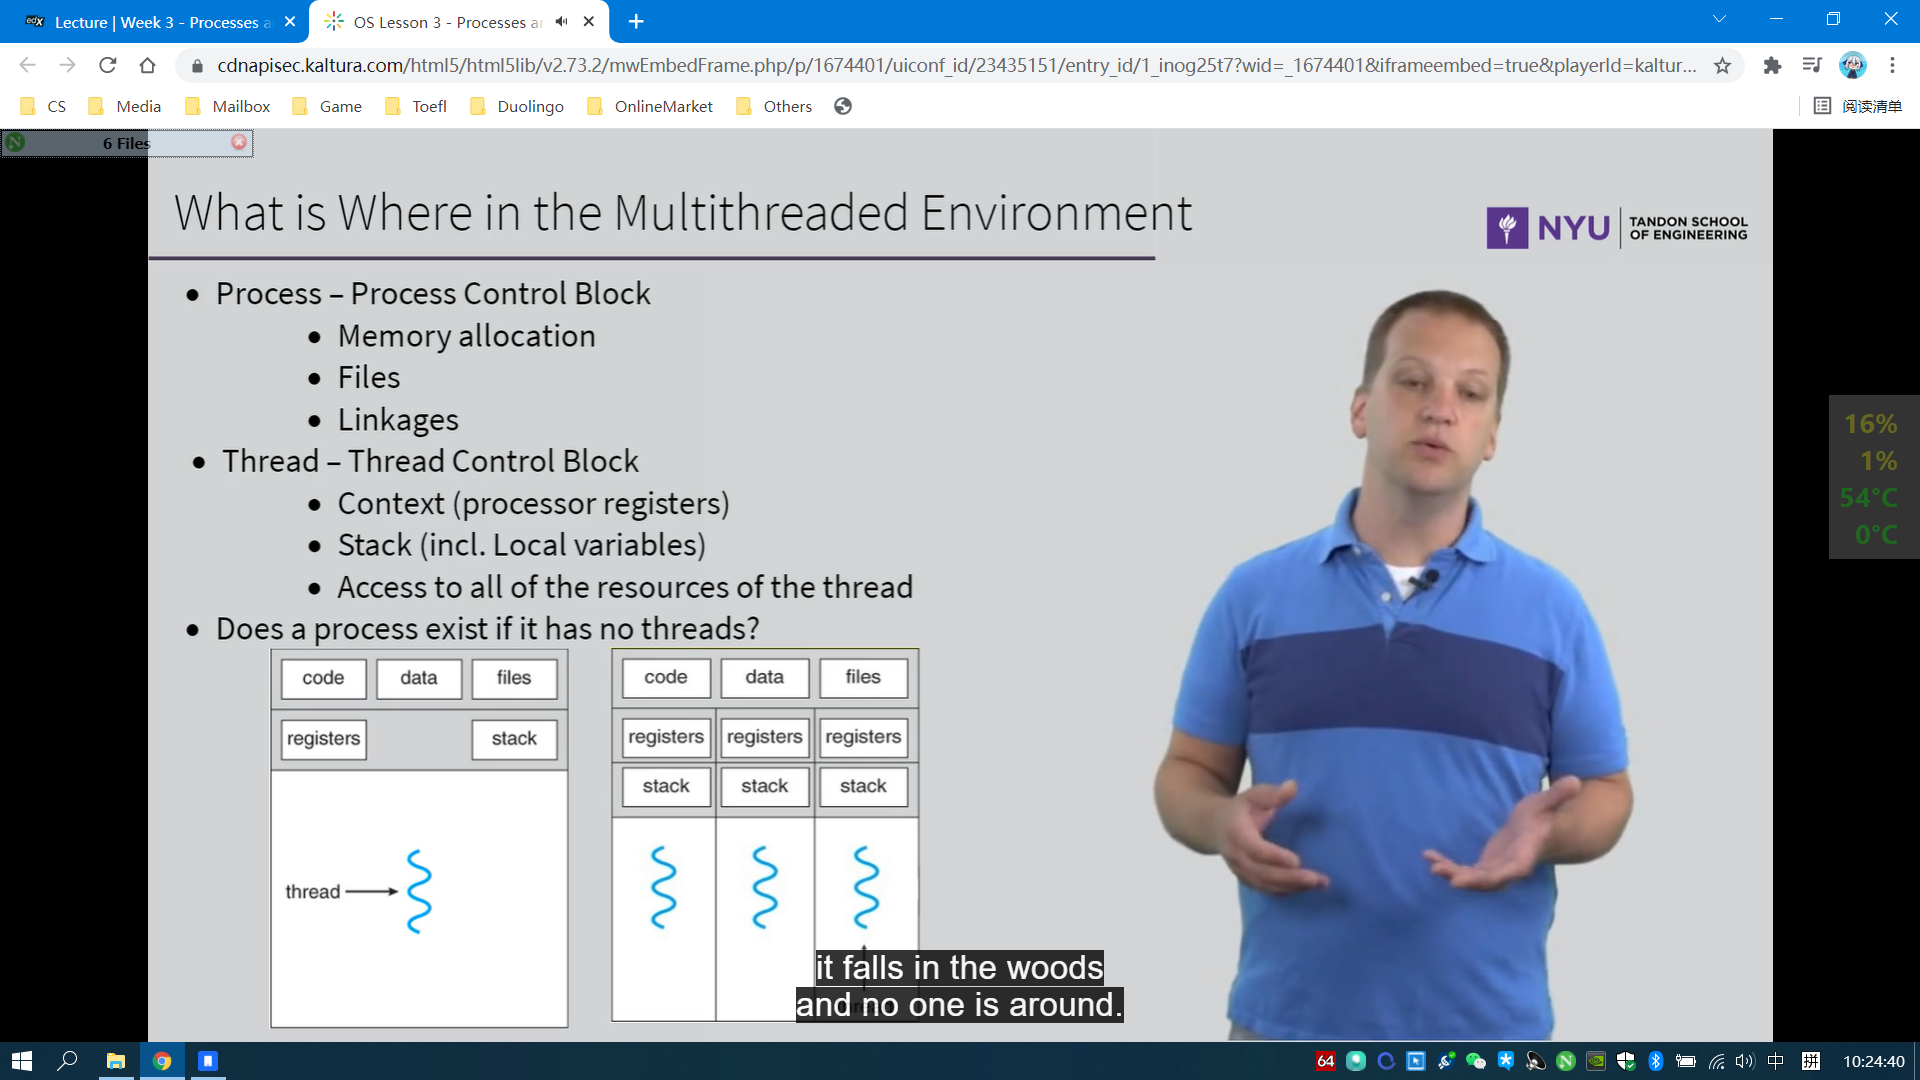 Lecture | Week 3 - Processes a
OS Lesson 3 - Processes a
cdnapisec.kaltura.com/html5/html5lib/v2.73.2/mwEmbedFrame.php/p/1674401/uiconf_id/23435151/entry_id/1_inog25t7?wid=_1674401&iframeembed=true&playerId=kaltur...
CS Media Mailbox Game Toefl Duolingo OnlineMarket Others 阅读清单
6 Files
What is Where in the Multithreaded Environment
NYU TANDON SCHOOL
OF ENGINEERING
• Process – Process Control Block
• Memory allocation
• Files
• Linkages
• Thread – Thread Control Block
• Context (processor registers)
• Stack (incl. Local variables)
• Access to all of the resources of the thread
• Does a process exist if it has no threads?
code data files
registers stack
thread
code data files
registers registers registers
stack stack stack
it falls in the woods
and no one is around.
16%
1%
54°C
0°C
64
中
拼
10:24:40